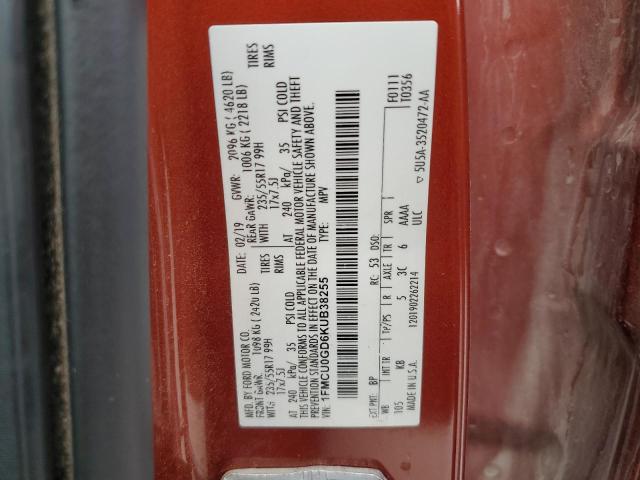 MFD. BY FORD MOTOR CO. DATE: 02/19 GVWR: 2096 KG ( 4620 LB)
FRONT GAWR: 1098 KG ( 2420 LB) REAR GAWR: 1006 KG ( 2218 LB)
WITH 235/55R17 99H TIRES WITH 235/55R17 99H TIRES
17x7.5J RIMS 17x7.5J RIMS
AT 240 kPa/ 35 PSI COLD AT 240 kPa/ 35 PSI COLD
THIS VEHICLE CONFORMS TO ALL APPLICABLE FEDERAL MOTOR VEHICLE SAFETY AND THEFT
PREVENTION STANDARDS IN EFFECT ON THE DATE OF MANUFACTURE SHOWN ABOVE.
VIN: 1FMCU0GD6KUB38255 TYPE: MPV
F0111
T0356
EXT PNT: BP RC: 53 DSO:
WB INT TR TP/PS R AXLE TR SPR
105 KB 5 3C 6 AAAA
ULC
MADE IN U.S.A. 1201902262214 ▽ 5U5A-3520472-AA